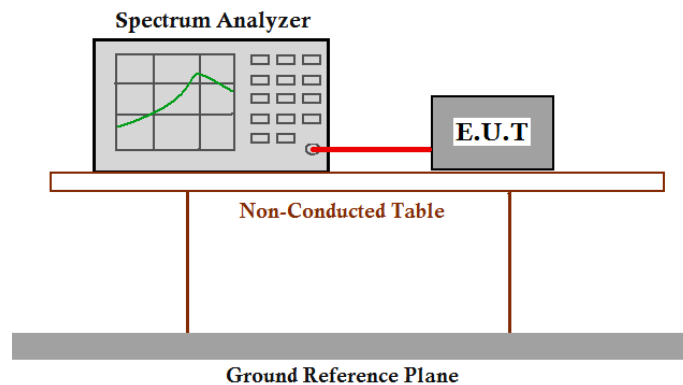 Spectrum Analyzer
E.U.T
Non-Conducted Table
Ground Reference Plane